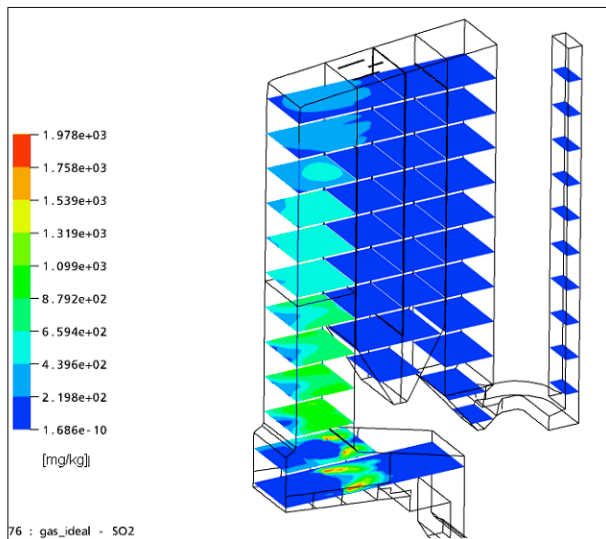 1.978e+03
1.758e+03
1.539e+03
1.319e+03
1.099e+03
8.792e+02
6.594e+02
4.396e+02
2.198e+02
1.686e-10
[mg/kg]
76 : gas_ideal - SO2